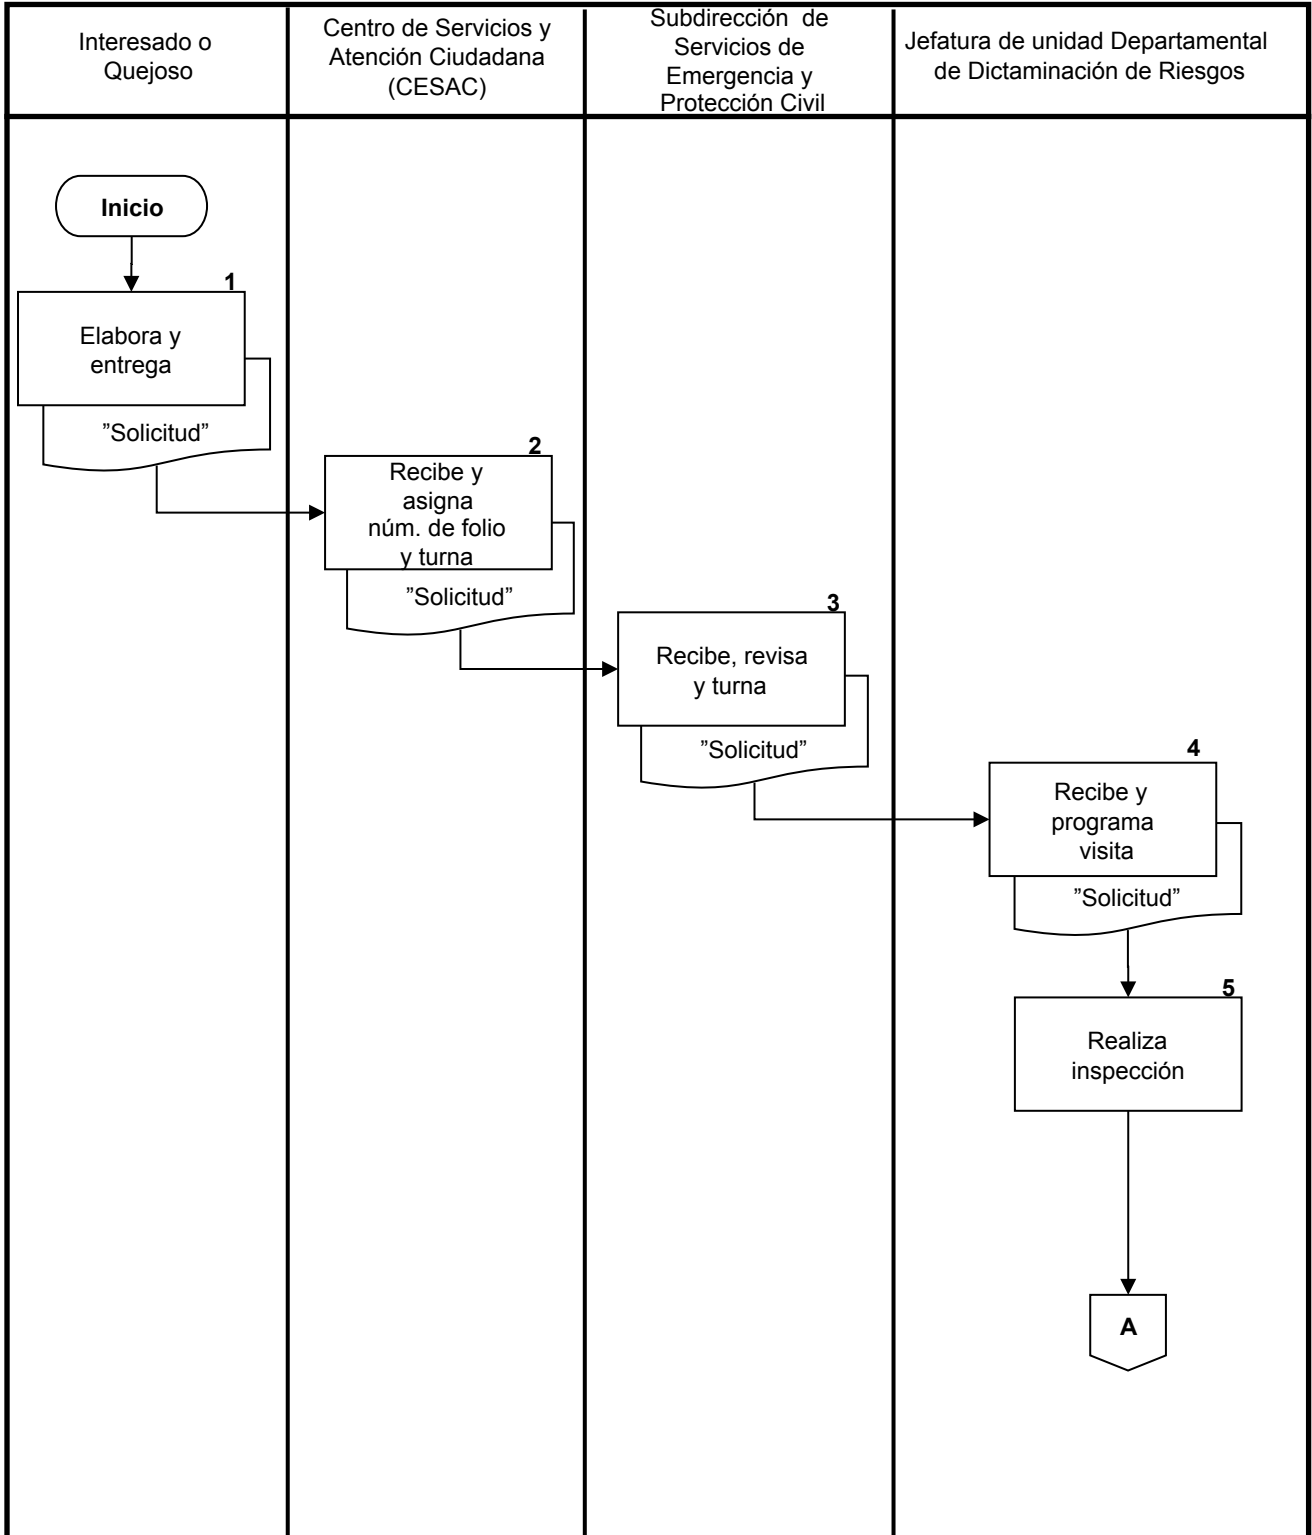 Interesado o
Quejoso
Centro de Servicios y
Atención Ciudadana
(CESAC)
Subdirección de
Servicios de
Emergencia y
Protección Civil
Jefatura de unidad Departamental
de Dictaminación de Riesgos
Inicio
1
Elabora y
entrega
”Solicitud”
2
Recibe y
asigna
núm. de folio
y turna
”Solicitud”
3
Recibe, revisa
y turna
”Solicitud”
4
Recibe y
programa
visita
”Solicitud”
5
Realiza
inspección
A